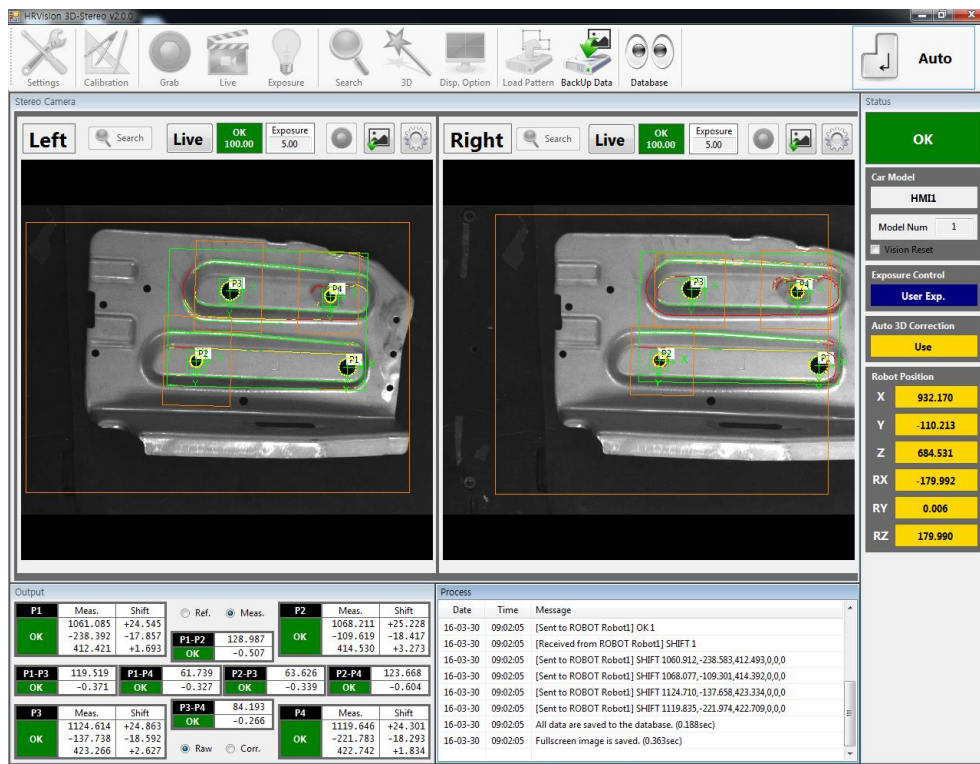 HRVision 3D-Stereo v2.0.0
Settings Calibration Grab Live Exposure Search 3D Disp. Option Load Pattern BackUp Data Database
Auto
Stereo Camera
Left Search Live OK 100.00 Exposure 5.00
Right Search Live OK 100.00 Exposure 5.00
P3 P4
P2 P1
X
Y
P3 P4
P2
X
Y
Status
OK
Car Model
HMI1
Model Num 1
Vision Reset
Exposure Control
User Exp.
Auto 3D Correction
Use
Robot Position
X 932.170
Y -110.213
Z 684.531
RX -179.992
RY 0.006
RZ 179.990
Output
P1 Meas. Shift
OK
1061.085 +24.545
-238.392 -17.857
412.421 +1.693
Ref. Meas.
P1-P2 128.987
OK -0.507
P2 Meas. Shift
OK
1068.211 +25.228
-109.619 -18.417
414.530 +3.273
P1-P3 119.519 P1-P4 61.739 P2-P3 63.626 P2-P4 123.668
OK -0.371 OK -0.327 OK -0.339 OK -0.604
P3 Meas. Shift
OK
1124.614 +24.863
-137.738 -18.592
423.266 +2.627
P3-P4 84.193
OK -0.266
Raw Corr.
P4 Meas. Shift
OK
1119.646 +24.301
-221.783 -18.293
422.742 +1.834
Process
Date Time Message
16-03-30 09:02:05 [Sent to ROBOT Robot1] OK 1
16-03-30 09:02:05 [Received from ROBOT Robot1] SHIFT 1
16-03-30 09:02:05 [Sent to ROBOT Robot1] SHIFT 1060.912,-238.583,412.493,0,0,0
16-03-30 09:02:05 [Sent to ROBOT Robot1] SHIFT 1068.077,-109.301,414.392,0,0,0
16-03-30 09:02:05 [Sent to ROBOT Robot1] SHIFT 1124.710,-137.658,423.334,0,0,0
16-03-30 09:02:05 [Sent to ROBOT Robot1] SHIFT 1119.835,-221.974,422.709,0,0,0
16-03-30 09:02:05 All data are saved to the database. (0.188sec)
16-03-30 09:02:05 Fullscreen image is saved. (0.363sec)